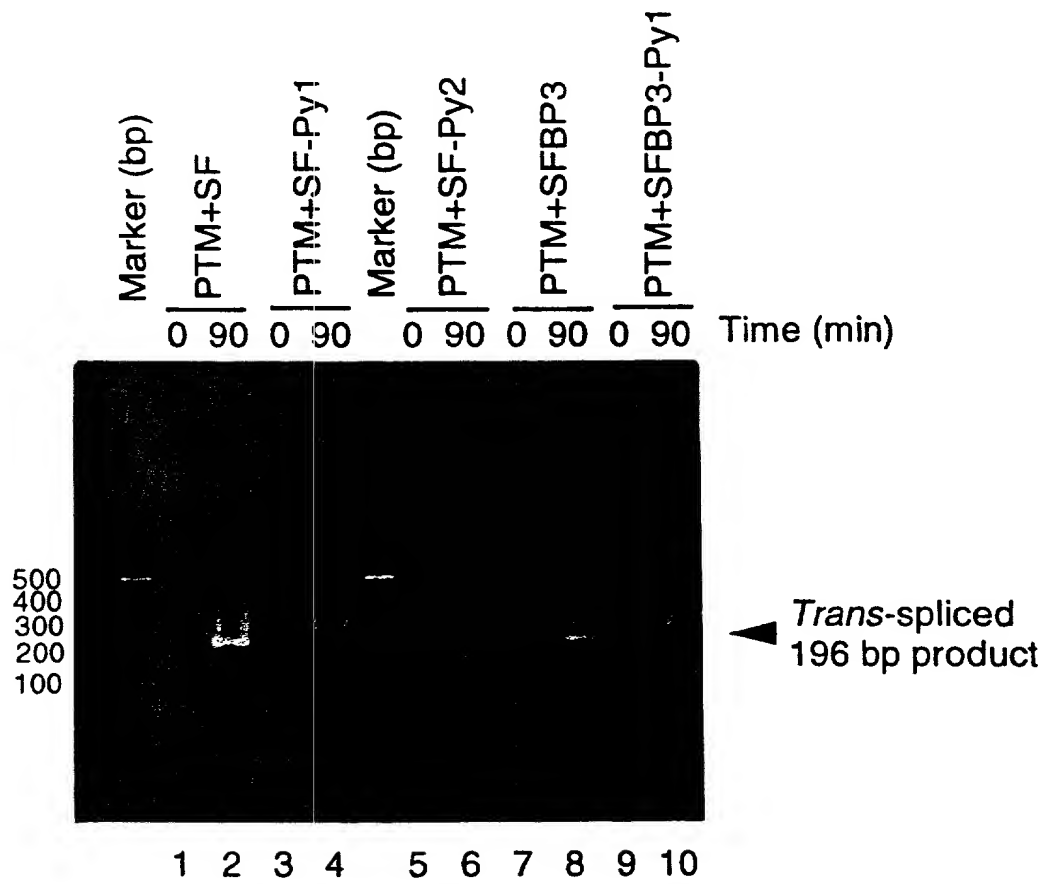 Marker (bp)
PTM+SF
PTM+SF-Py1
Marker (bp)
PTM+SF-Py2
PTM+SFBP3
PTM+SFBP3-Py1
0 90 0 90 0 90 0 90 0 90 Time (min)
500
400
300
200
100
Trans-spliced
196 bp product
1 2 3 4 5 6 7 8 9 10